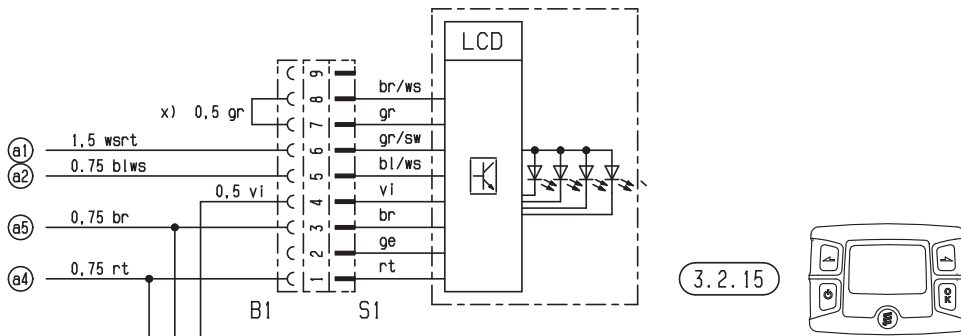 LCD
9
br/ws
8
x) 0,5 gr
gr
7
a1 1,5 wsrt
6
gr/sw
a2 0.75 blws
5
bl/ws
0,5 vi
4
vi
a5 0,75 br
3
br
2
ge
a4 0,75 rt
1
rt
B1 S1
3.2.15
OK